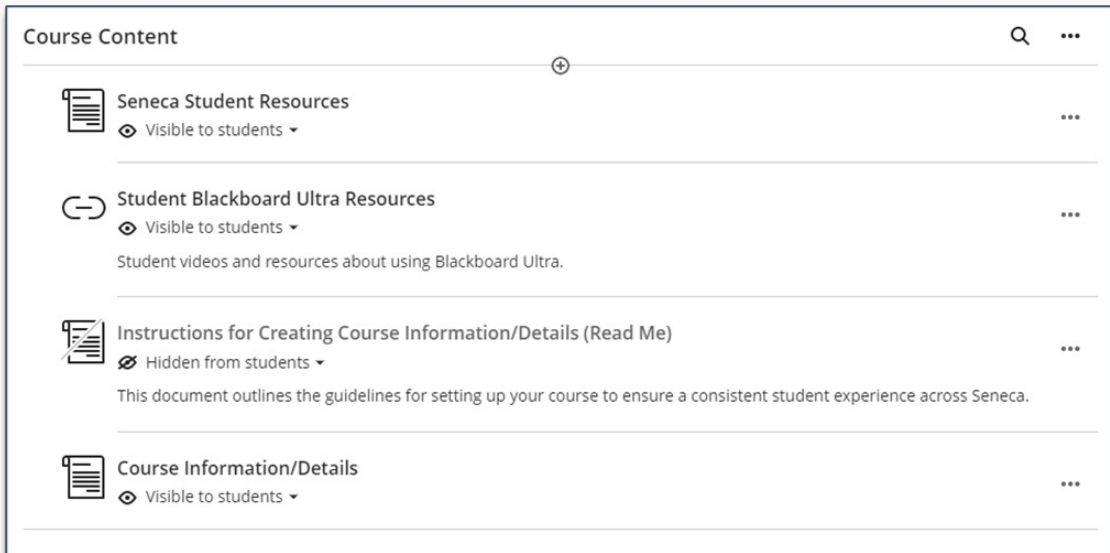 Course Content
Seneca Student Resources
Visible to students
Student Blackboard Ultra Resources
Visible to students
Student videos and resources about using Blackboard Ultra.
Instructions for Creating Course Information/Details (Read Me)
Hidden from students
This document outlines the guidelines for setting up your course to ensure a consistent student experience across Seneca.
Course Information/Details
Visible to students